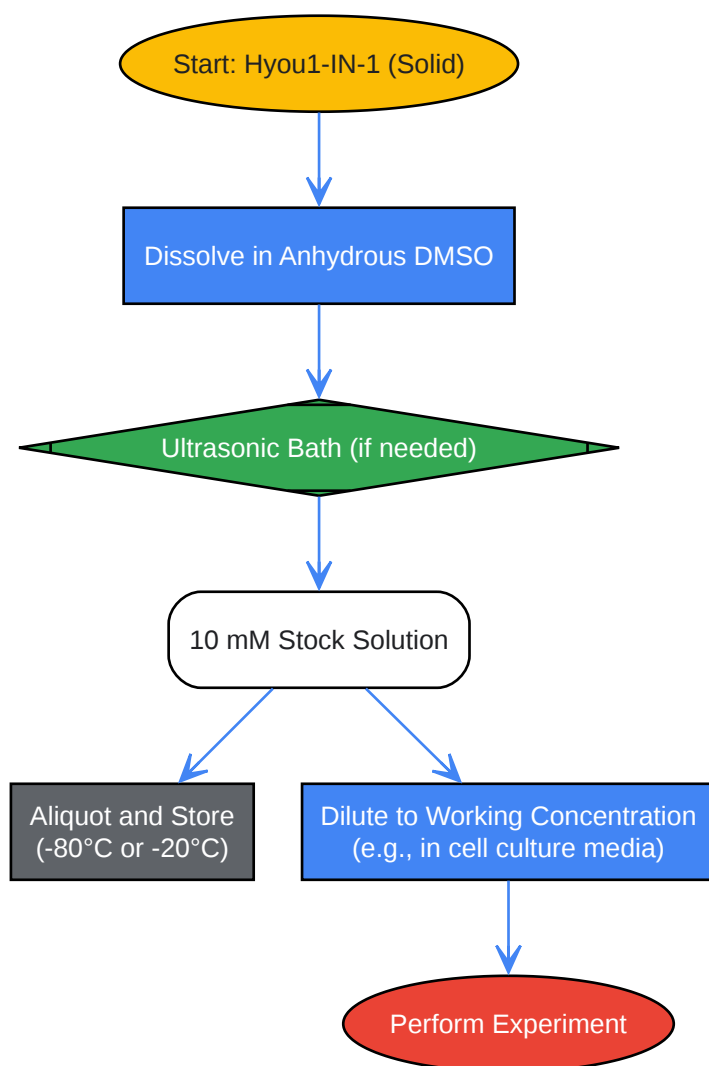 Start: Hyou1-IN-1 (Solid)
Dissolve in Anhydrous DMSO
Ultrasonic Bath (if needed)
10 mM Stock Solution
Aliquot and Store
(-80°C or -20°C)
Dilute to Working Concentration
(e.g., in cell culture media)
Perform Experiment